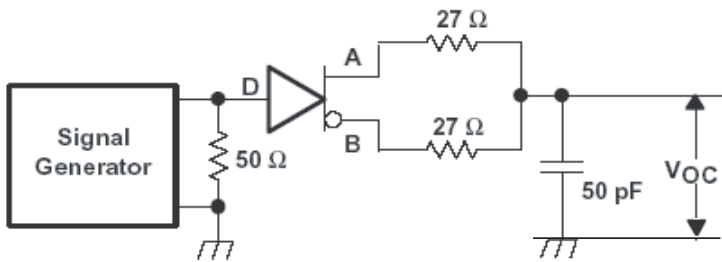 Signal
Generator
D
50 Ω
A
B
27 Ω
27 Ω
50 pF
VOC